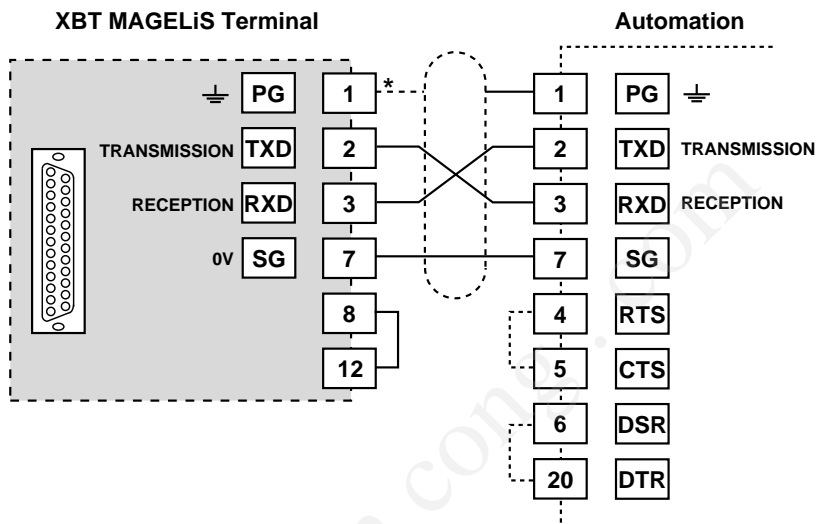 XBT MAGELiS Terminal Automation
PG 1 * 1 PG
TRANSMISSION TXD 2 2 TXD TRANSMISSION
RECEPTION RXD 3 3 RXD RECEPTION
0V SG 7 7 SG
8 4 RTS
12 5 CTS
6 DSR
20 DTR